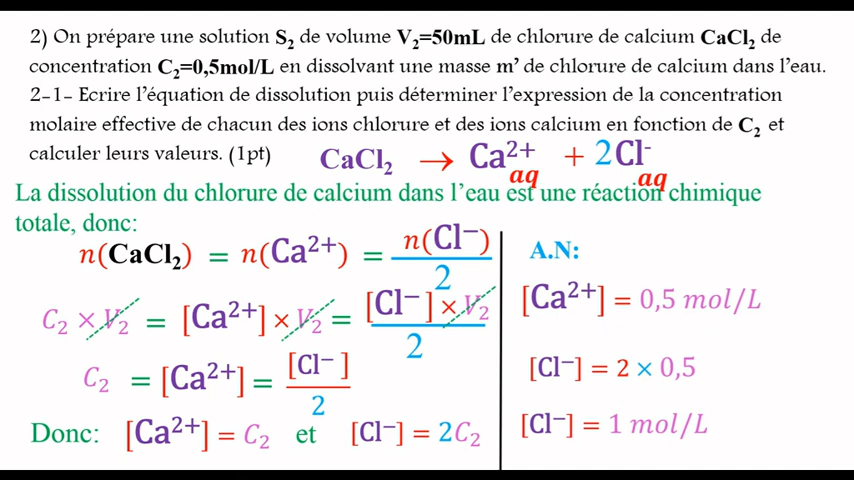 2) On prépare une solution S₂ de volume V₂=50mL de chlorure de calcium CaCl₂ de
concentration C₂=0,5mol/L en dissolvant une masse m' de chlorure de calcium dans l'eau.
2-1- Ecrire l'équation de dissolution puis déterminer l'expression de la concentration
molaire effective de chacun des ions chlorure et des ions calcium en fonction de C₂ et
calculer leurs valeurs. (1pt)
CaCl₂ → Ca²⁺aq + 2Cl⁻aq
La dissolution du chlorure de calcium dans l'eau est une réaction chimique
totale, donc:
n(CaCl₂) = n(Ca²⁺) = n(Cl⁻)/2
C₂ × V₂ = [Ca²⁺] × V₂ = [Cl⁻] × V₂/2
C₂ = [Ca²⁺] = [Cl⁻]/2
Donc: [Ca²⁺] = C₂ et [Cl⁻] = 2C₂
A.N:
[Ca²⁺] = 0,5 mol/L
[Cl⁻] = 2 × 0,5
[Cl⁻] = 1 mol/L